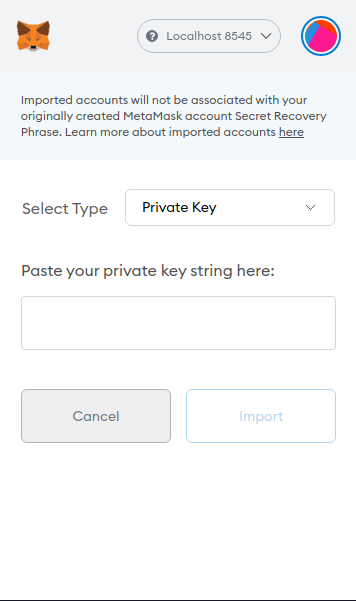 Localhost 8545
Imported accounts will not be associated with your
originally created MetaMask account Secret Recovery
Phrase. Learn more about imported accounts here
Select Type
Private Key
Paste your private key string here:
Cancel
Import